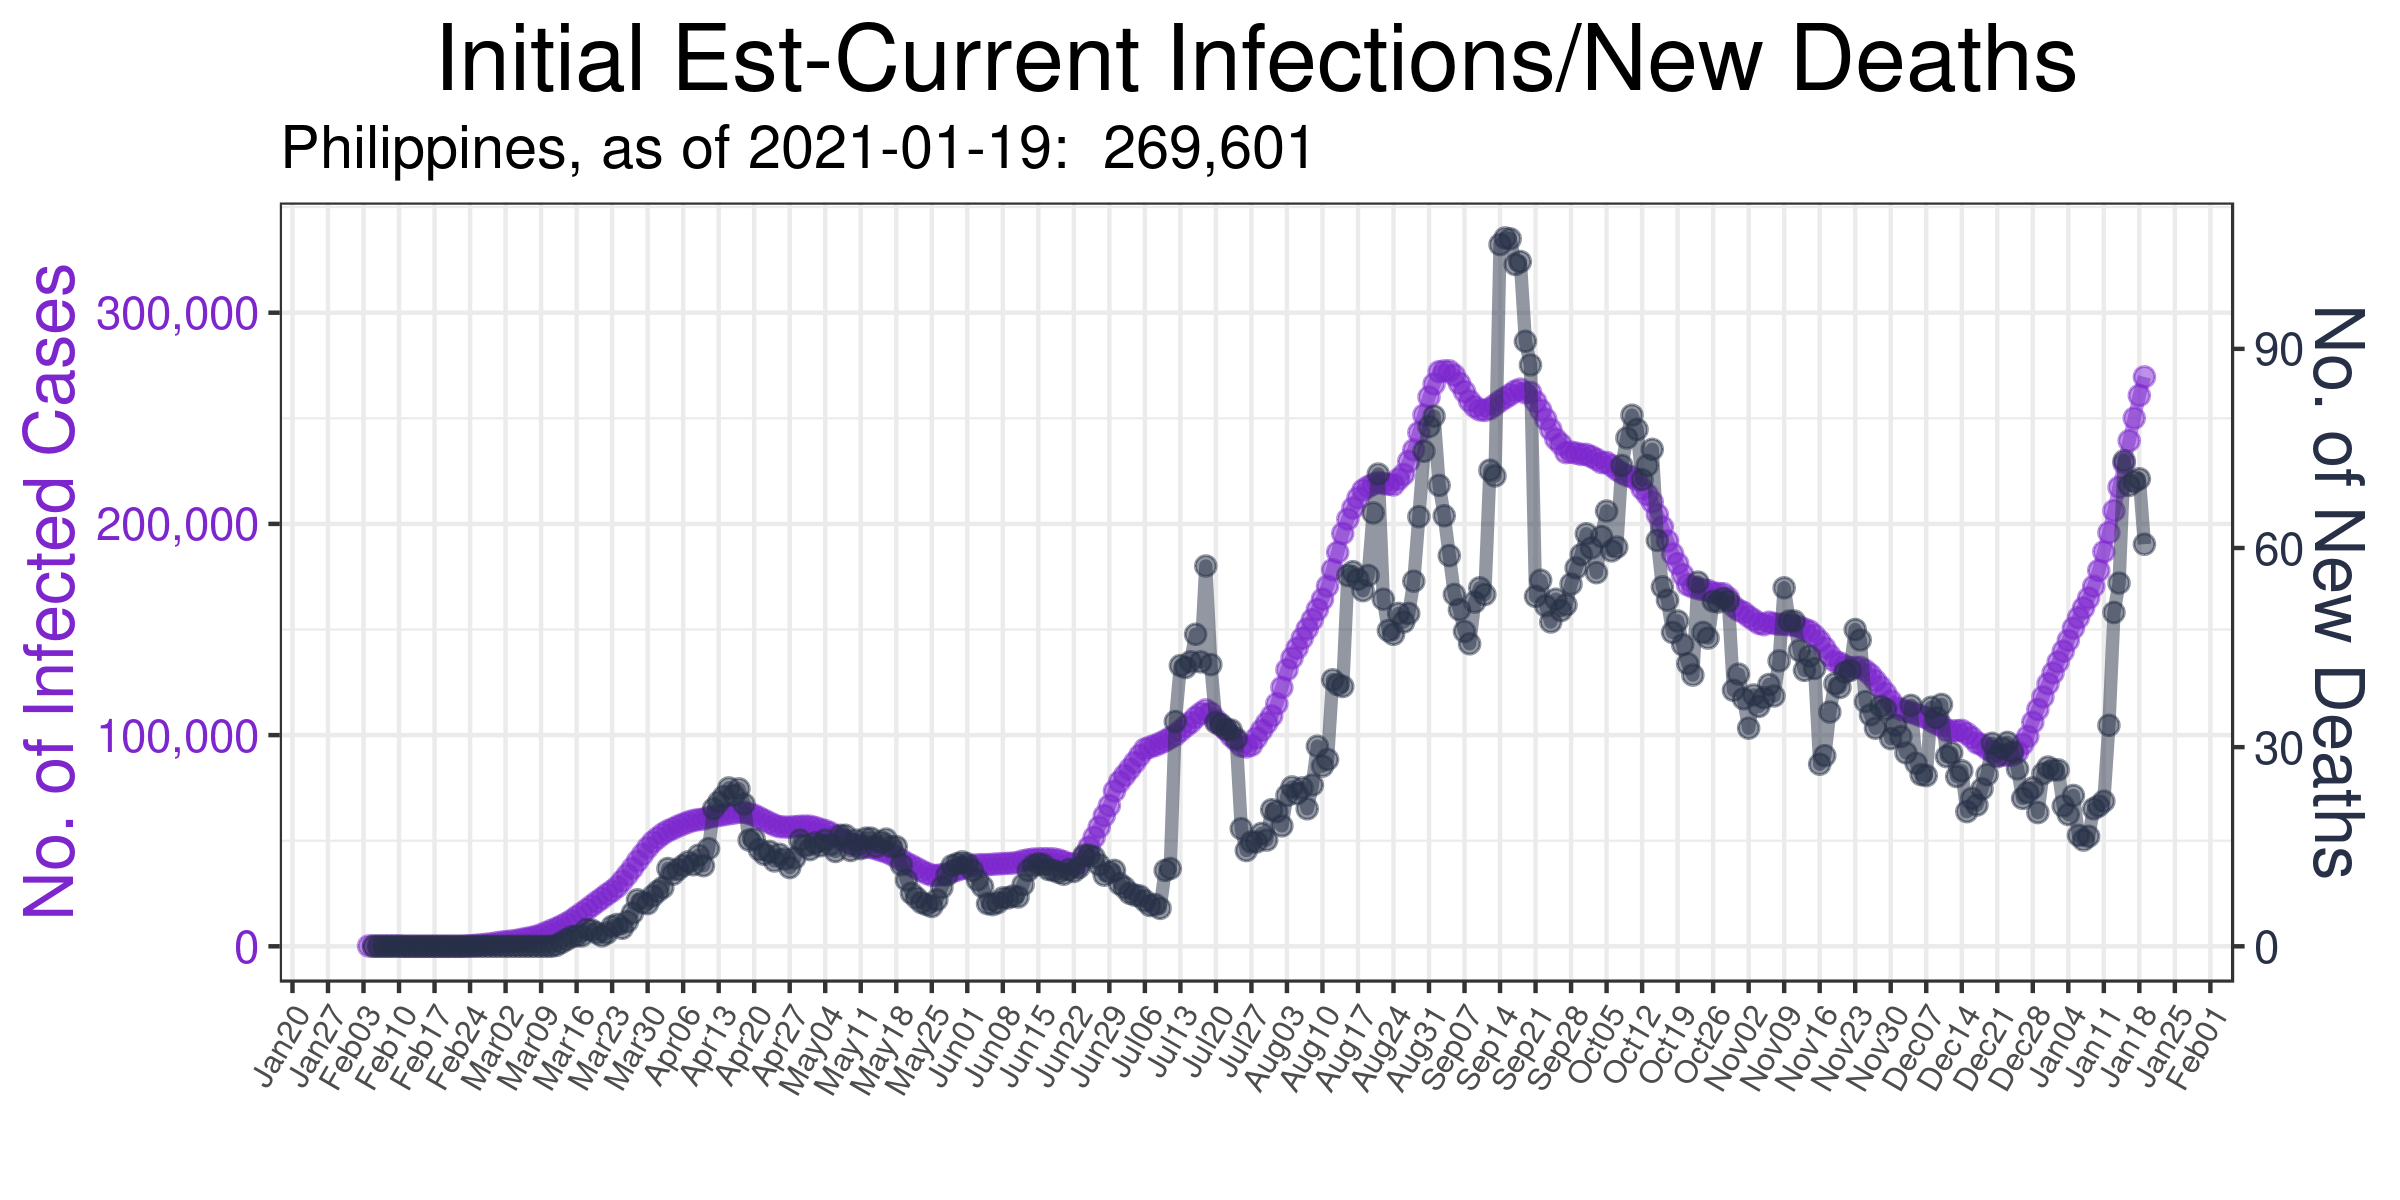 Initial Est-Current Infections/New Deaths
Philippines, as of 2021-01-19:  269,601
No. of Infected Cases
300,000
200,000
100,000
0
No. of New Deaths
90
60
30
0
Jan20
Jan27
Feb03
Feb10
Feb17
Feb24
Mar02
Mar09
Mar16
Mar23
Mar30
Apr06
Apr13
Apr20
Apr27
May04
May11
May18
May25
Jun01
Jun08
Jun15
Jun22
Jun29
Jul06
Jul13
Jul20
Jul27
Aug03
Aug10
Aug17
Aug24
Aug31
Sep07
Sep14
Sep21
Sep28
Oct05
Oct12
Oct19
Oct26
Nov02
Nov09
Nov16
Nov23
Nov30
Dec07
Dec14
Dec21
Dec28
Jan04
Jan11
Jan18
Jan25
Feb01